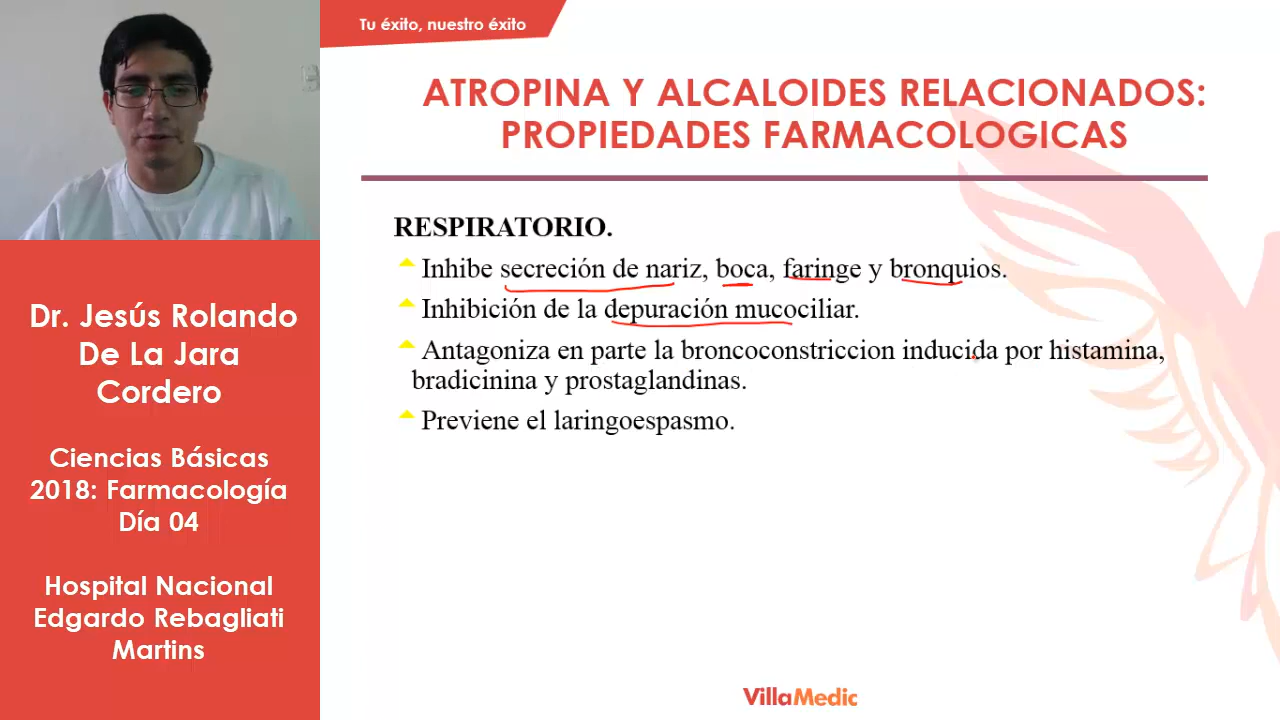 Tu éxito, nuestro éxito
ATROPINA Y ALCALOIDES RELACIONADOS:
PROPIEDADES FARMACOLOGICAS
RESPIRATORIO.
Inhibe secreción de nariz, boca, faringe y bronquios.
Inhibición de la depuración mucociliar.
Antagoniza en parte la broncoconstriccion inducida por histamina,
bradicinina y prostaglandinas.
Previene el laringoespasmo.
Dr. Jesús Rolando
De La Jara
Cordero
Ciencias Básicas
2018: Farmacología
Día 04
Hospital Nacional
Edgardo Rebagliati
Martins
VillaMedic